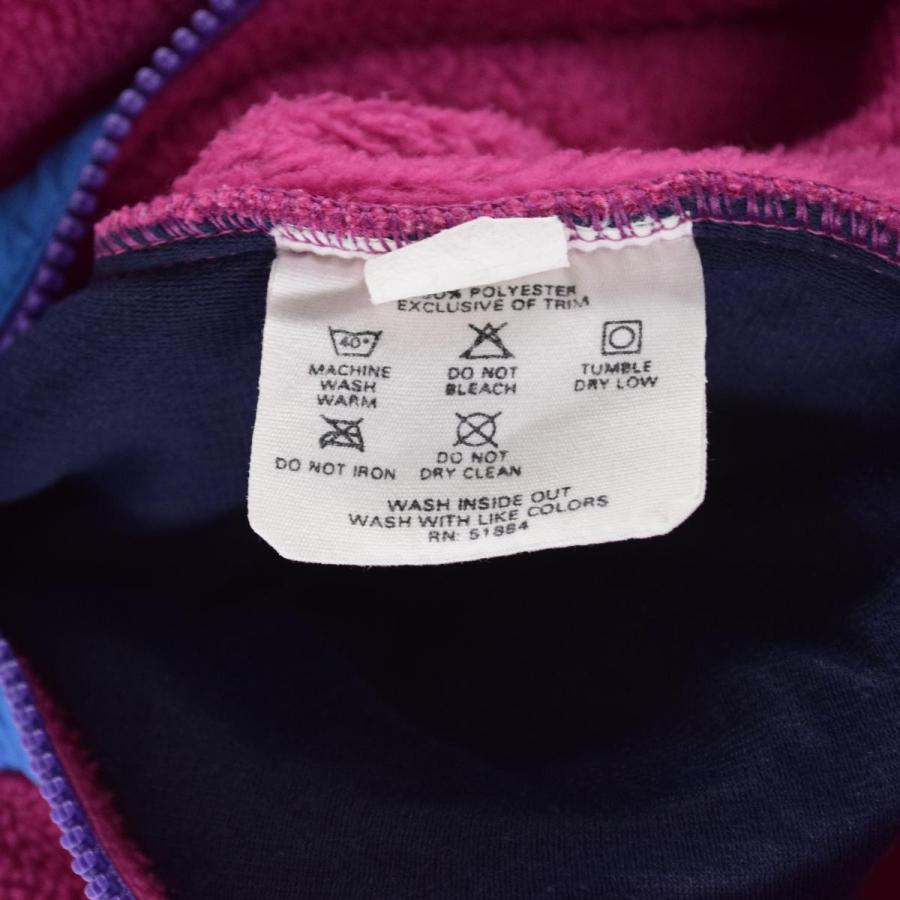 POLYESTER
EXCLUSIVE OF TRIM
40°
MACHINE
WASH
WARM
DO NOT
BLEACH
TUMBLE
DRY LOW
DO NOT IRON
DO NOT
DRY CLEAN
WASH INSIDE OUT
WASH WITH LIKE COLORS
RN: 51884